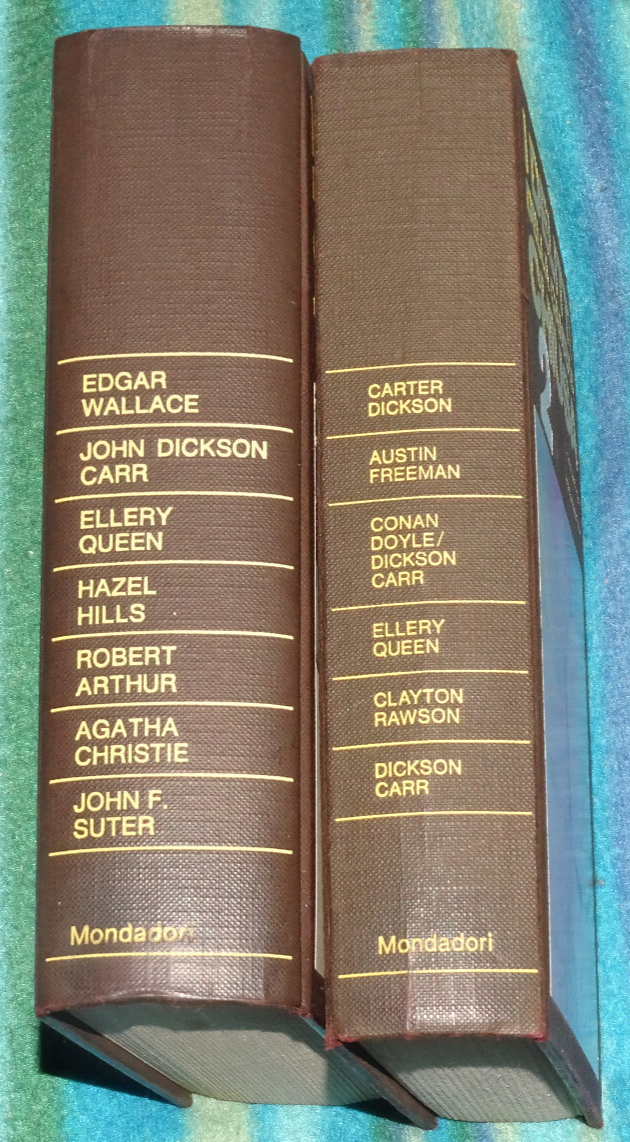 EDGAR
WALLACE
JOHN DICKSON
CARR
ELLERY
QUEEN
HAZEL
HILLS
ROBERT
ARTHUR
AGATHA
CHRISTIE
JOHN F.
SUTER
Mondadori
CARTER
DICKSON
AUSTIN
FREEMAN
CONAN
DOYLE/
DICKSON
CARR
ELLERY
QUEEN
CLAYTON
RAWSON
DICKSON
CARR
Mondadori